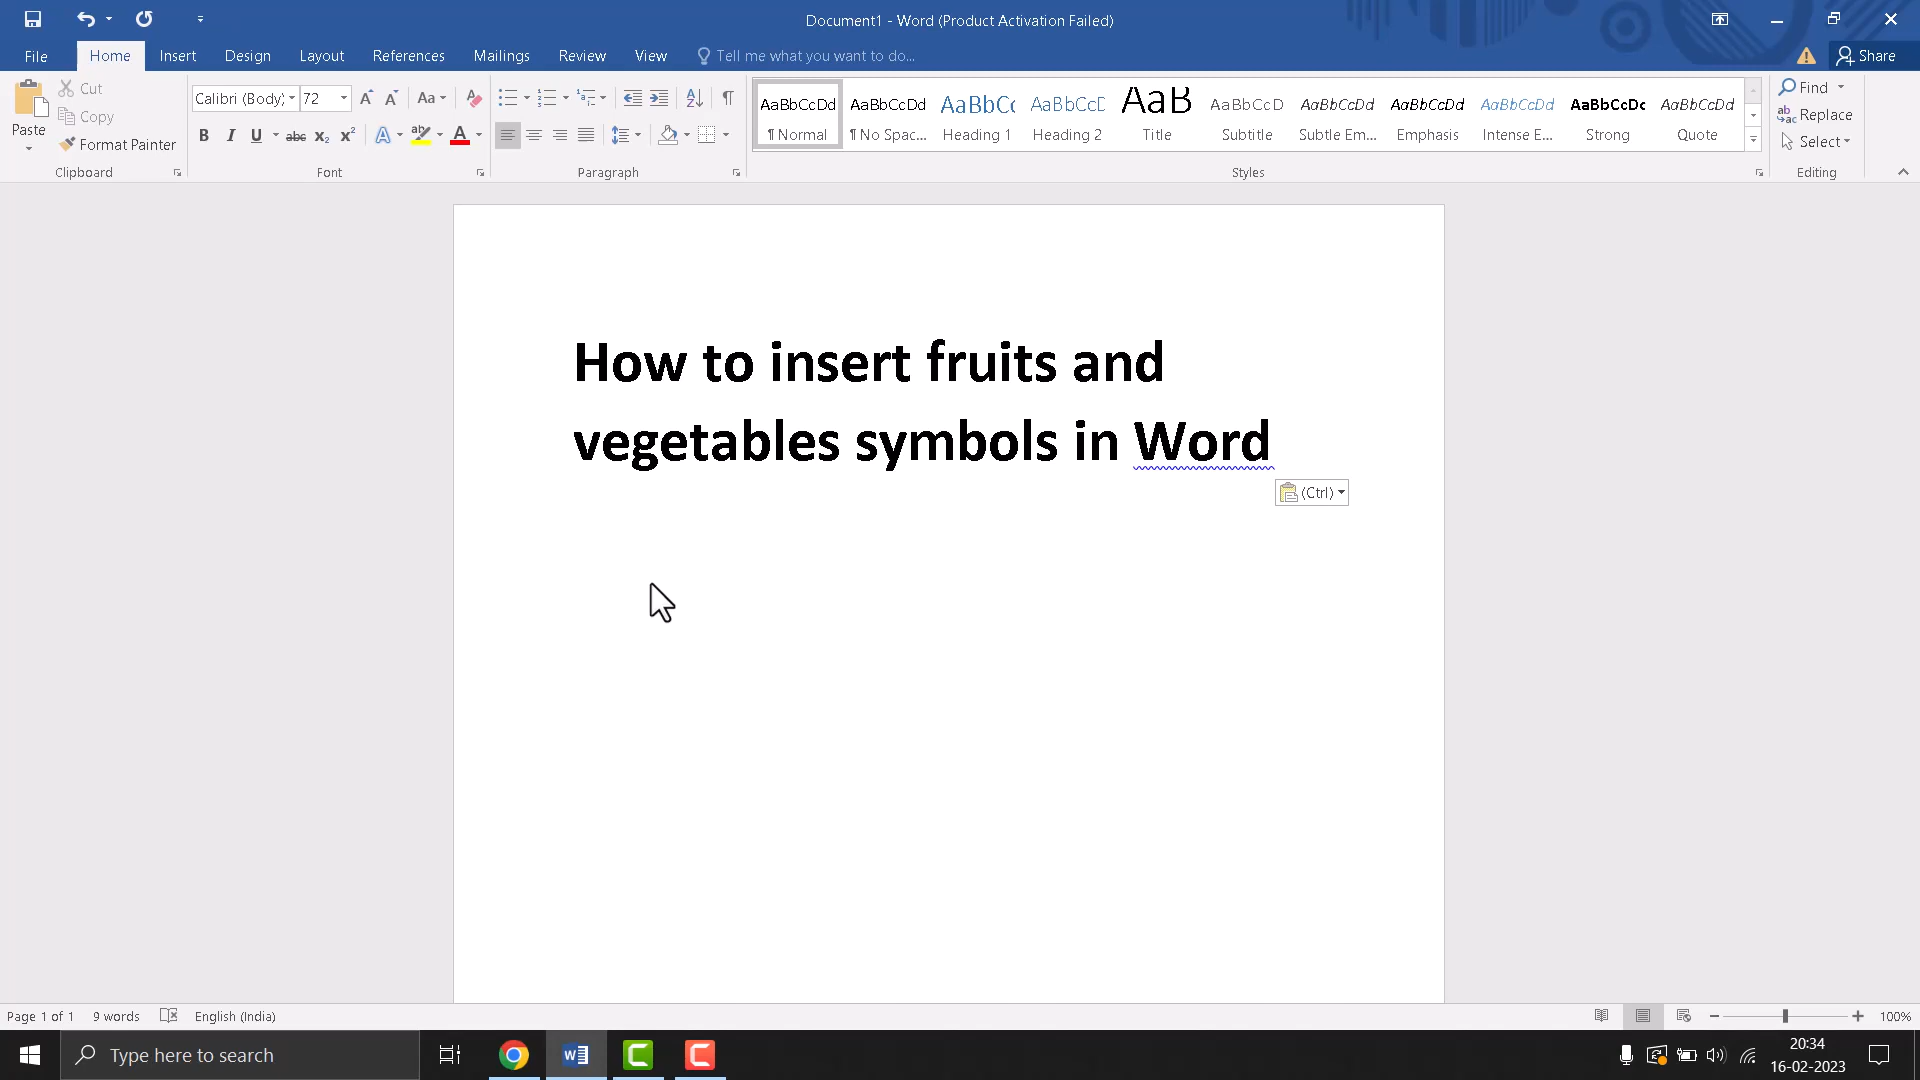 Document1 - Word (Product Activation Failed)
File Home Insert Design Layout References Mailings Review View Tell me what you want to do... Share
Paste
Cut
Copy
Format Painter
Clipboard
Calibri (Body) 72
Font
Paragraph
AaBbCcDd AaBbCcDd AaBbCc AaBbCcD AaB AaBbCcD AaBbCcDd AaBbCcDd AaBbCcDd AaBbCcDc AaBbCcDd
¶ Normal ¶ No Spac... Heading 1 Heading 2 Title Subtitle Subtle Em... Emphasis Intense E... Strong Quote
Styles
Find
Replace
Select
Editing
How to insert fruits and
vegetables symbols in Word
(Ctrl)
Page 1 of 1 9 words English (India) 100%
Type here to search
20:34
16-02-2023